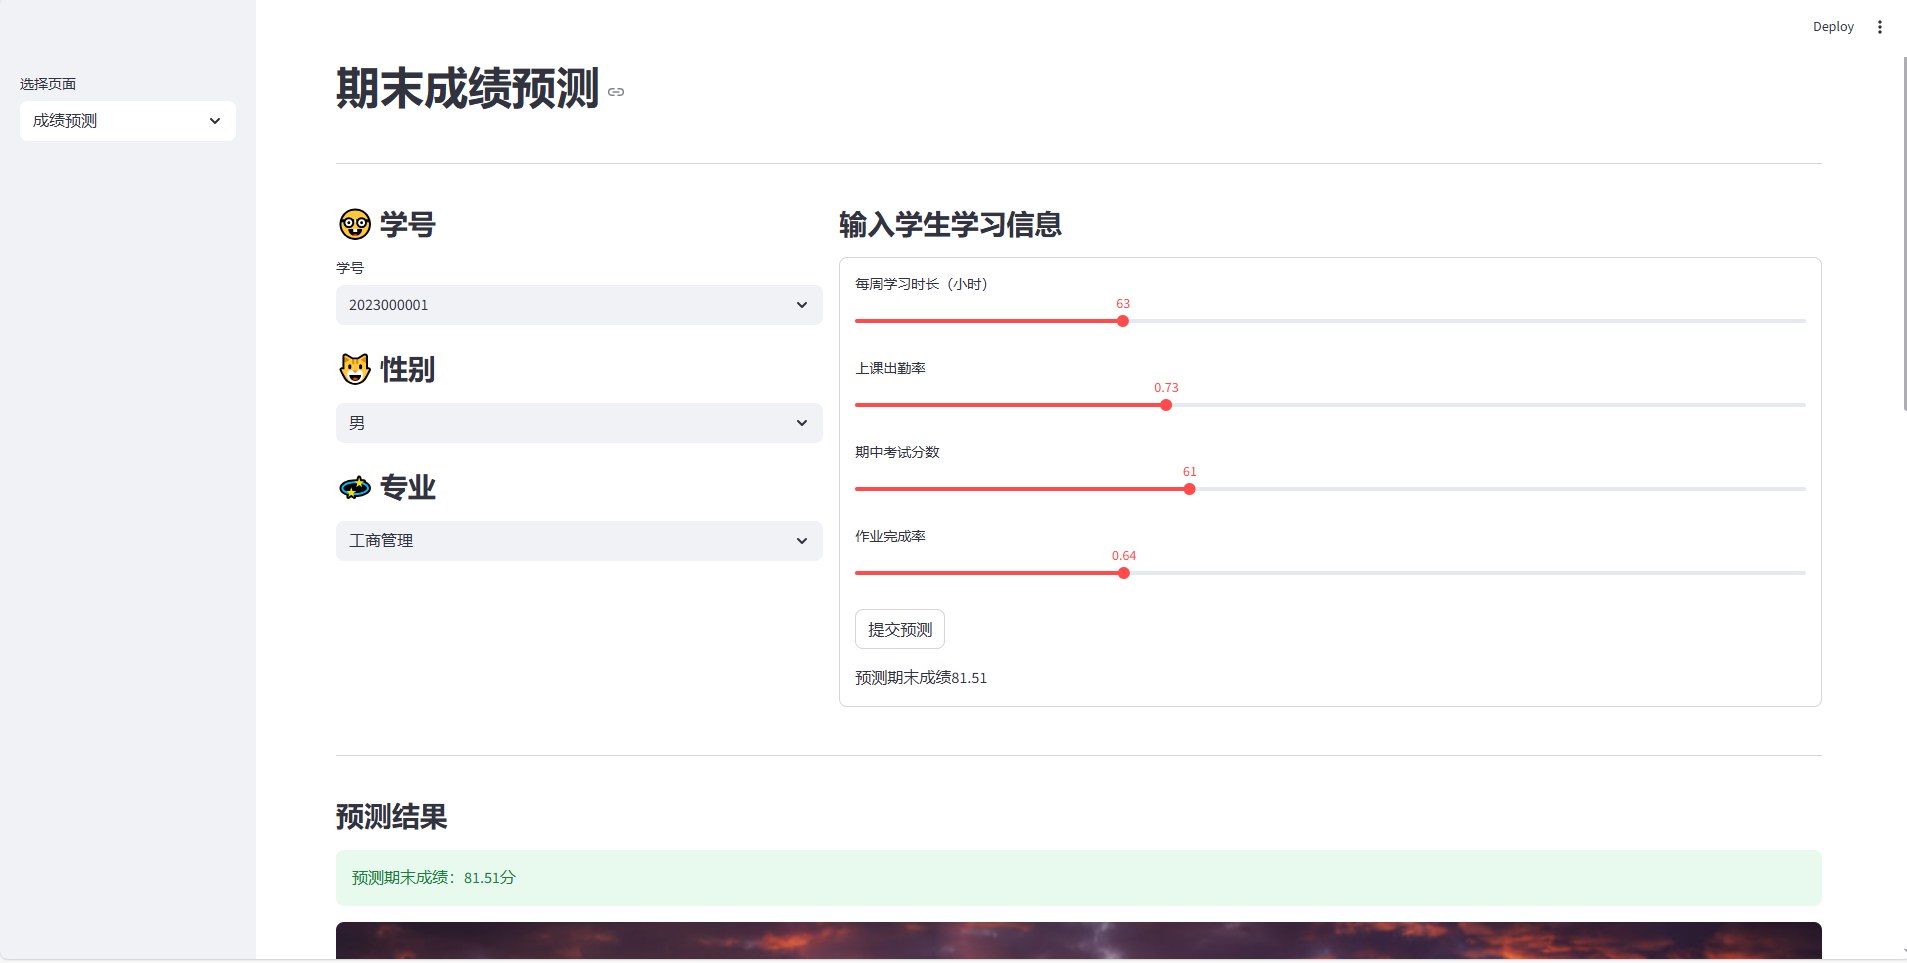 Deploy
选择页面
成绩预测
期末成绩预测
学号
学号
2023000001
性别
男
专业
工商管理
输入学生学习信息
每周学习时长（小时）
63
上课出勤率
0.73
期中考试分数
61
作业完成率
0.64
提交预测
预测期末成绩81.51
预测结果
预测期末成绩：81.51分